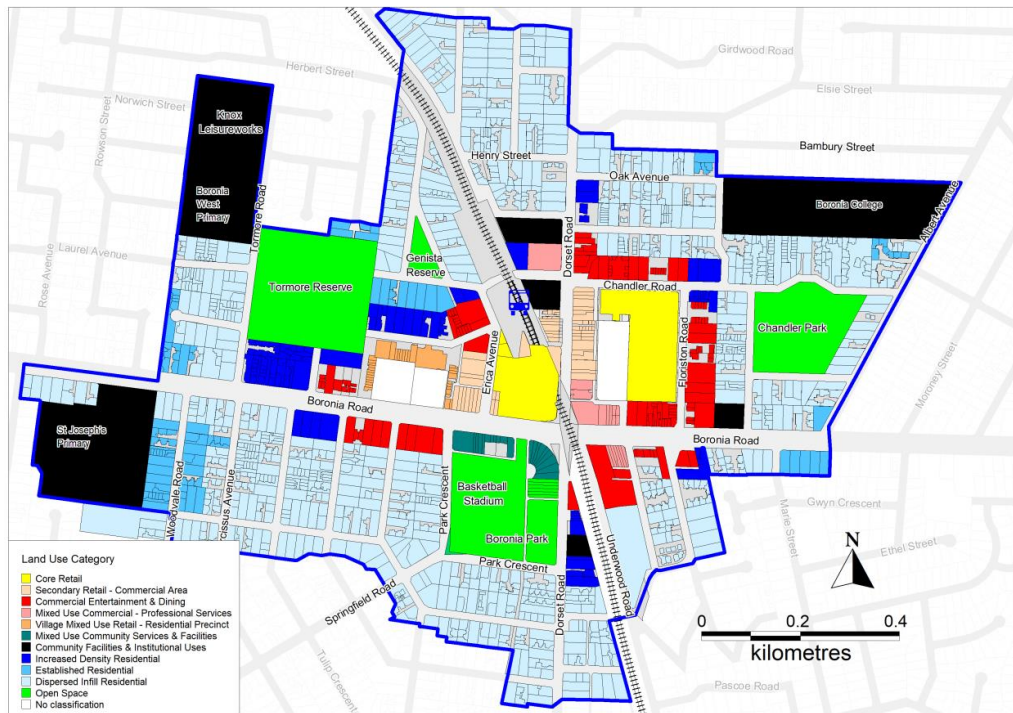 Girdwood Road
Herbert Street
Elsie Street
Norwich Street
Rowson Street
Knox
Leisureworks
Bambury Street
Henry Street
Oak Avenue
Boronia
West
Primary
Tormore Road
Boronia College
Albert Avenue
Dorset Road
Laurel Avenue
Rose Avenue
Genista
Reserve
Tormore Reserve
Chandler Road
Chandler Park
Erica Avenue
Floriston Road
Moroney Street
Boronia Road
Boronia Road
St Joseph's
Primary
Woodvale Road
rcissus Avenue
Park Crescent
Basketball
Stadium
Boronia Park
Park Crescent
Gwyn Crescent
Marie Street
Ethel Street
Springfield Road
Dorset Road
Underwood Road
Tulip Crescent
Pascoe Road
N
0 0.2 0.4
kilometres
Land Use Category
Core Retail
Secondary Retail - Commercial Area
Commercial Entertainment & Dining
Mixed Use Commercial - Professional Services
Village Mixed Use Retail - Residential Precinct
Mixed Use Community Services & Facilities
Community Facilities & Institutional Uses
Increased Density Residential
Established Residential
Dispersed Infill Residential
Open Space
No classification